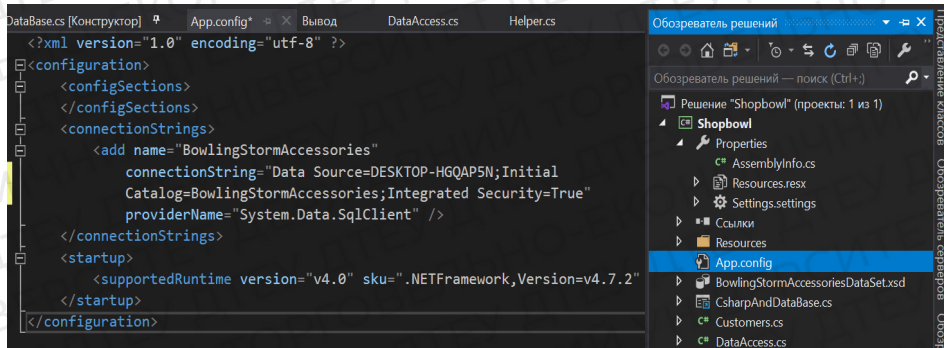 DataBase.cs [Конструктор]
App.config*
Вывод
DataAccess.cs
Helper.cs
<?xml version="1.0" encoding="utf-8" ?>
<configuration>
<configSections>
</configSections>
<connectionStrings>
<add name="BowlingStormAccessories"
connectionString="Data Source=DESKTOP-HGQAP5N;Initial
Catalog=BowlingStormAccessories;Integrated Security=True"
providerName="System.Data.SqlClient" />
</connectionStrings>
<startup>
<supportedRuntime version="v4.0" sku=".NETFramework,Version=v4.7.2"
</startup>
</configuration>
Обозреватель решений
Обозреватель решений — поиск (Ctrl+;)
Решение "Shopbowl" (проекты: 1 из 1)
C# Shopbowl
Properties
C# AssemblyInfo.cs
Resources.resx
Settings.settings
Ссылки
Resources
App.config
BowlingStormAccessoriesDataSet.xsd
CsharpAndDataBase.cs
C# Customers.cs
C# DataAccess.cs
представление классов
Обозреватель серверов